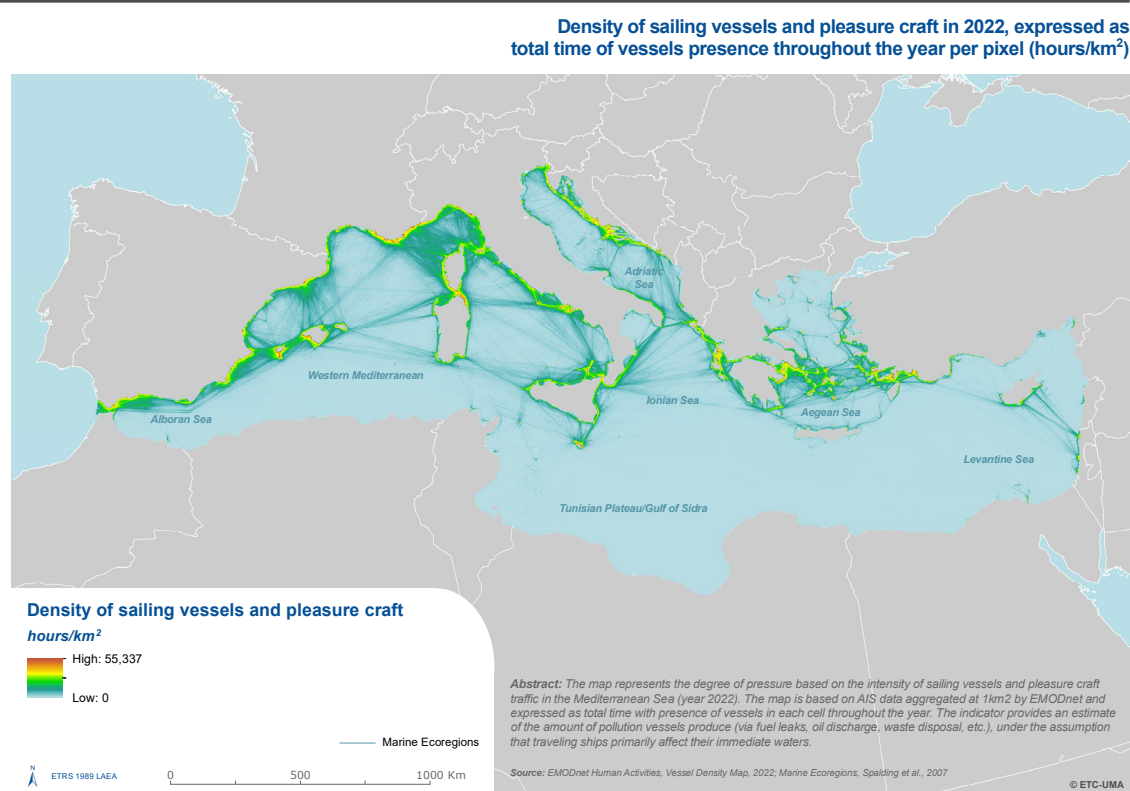 Density of sailing vessels and pleasure craft in 2022, expressed as
total time of vessels presence throughout the year per pixel (hours/km²)
Adriatic
Sea
Western Mediterranean
Ionian Sea
Alboran Sea
Aegean Sea
Levantine Sea
Tunisian Plateau/Gulf of Sidra
Density of sailing vessels and pleasure craft
hours/km²
High: 55,337
Low: 0
Marine Ecoregions
N
ETRS 1989 LAEA
0 500 1000 Km
Abstract: The map represents the degree of pressure based on the intensity of sailing vessels and pleasure craft
traffic in the Mediterranean Sea (year 2022). The map is based on AIS data aggregated at 1km2 by EMODnet and
expressed as total time with presence of vessels in each cell throughout the year. The indicator provides an estimate
of the amount of pollution vessels produce (via fuel leaks, oil discharge, waste disposal, etc.), under the assumption
that traveling ships primarily affect their immediate waters.
Source: EMODnet Human Activities, Vessel Density Map, 2022; Marine Ecoregions, Spalding et al., 2007
© ETC-UMA